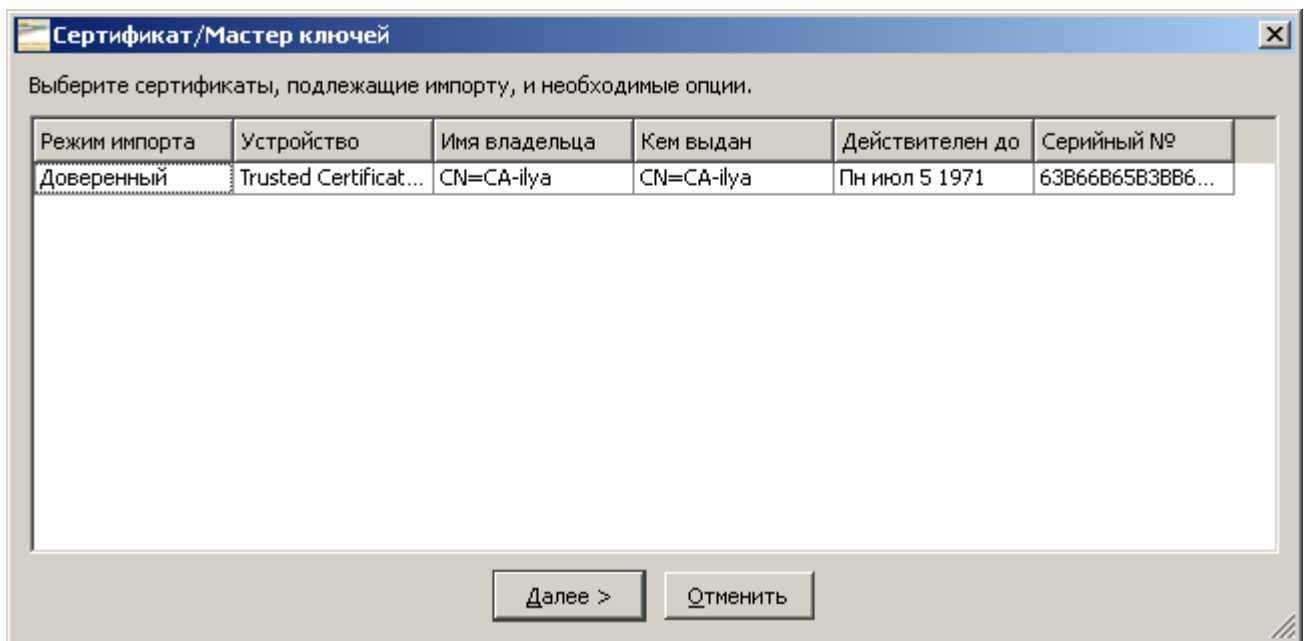 Сертификат/Мастер ключей
Выберите сертификаты, подлежащие импорту, и необходимые опции.
Режим импорта Устройство Имя владельца Кем выдан Действителен до Серийный №
Доверенный Trusted Certificat... CN=CA-ilya CN=CA-ilya Пн июл 5 1971 63B66B65B3BB6...
Далее > Отменить